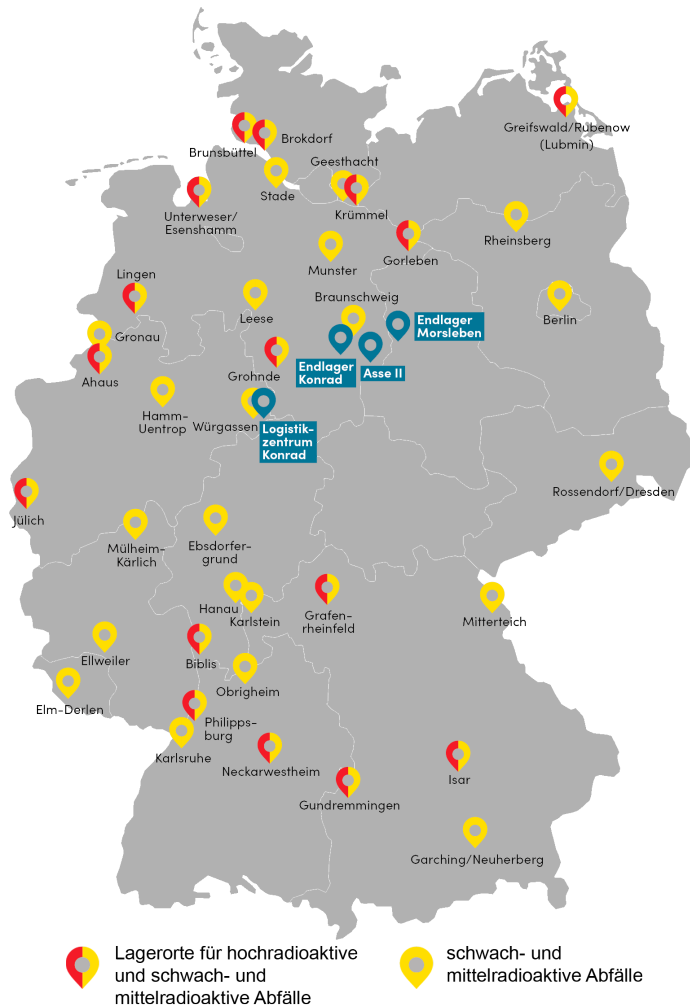 Brunsbüttel
Brokdorf
Greifswald/Rubenow
(Lubmin)
Geesthacht
Stade
Krümmel
Unterweser/
Esenshamm
Rheinsberg
Gorleben
Munster
Lingen
Braunschweig
Leese
Berlin
Endlager
Morsleben
Gronau
Endlager
Konrad
Asse II
Grohnde
Ahaus
Hamm-
Uentrop
Würgassen
Logistik-
zentrum
Konrad
Rossendorf/Dresden
Jülich
Mülheim-
Kärlich
Ebsdorfer-
grund
Hanau
Karlstein
Grafen-
rheinfeld
Mitterteich
Ellweiler
Biblis
Obrigheim
Elm-Derlen
Philipps-
burg
Karlsruhe
Neckarwestheim
Isar
Gundremmingen
Garching/Neuherberg
Lagerorte für hochradioaktive
und schwach- und
mittelradioaktive Abfälle
schwach- und
mittelradioaktive Abfälle